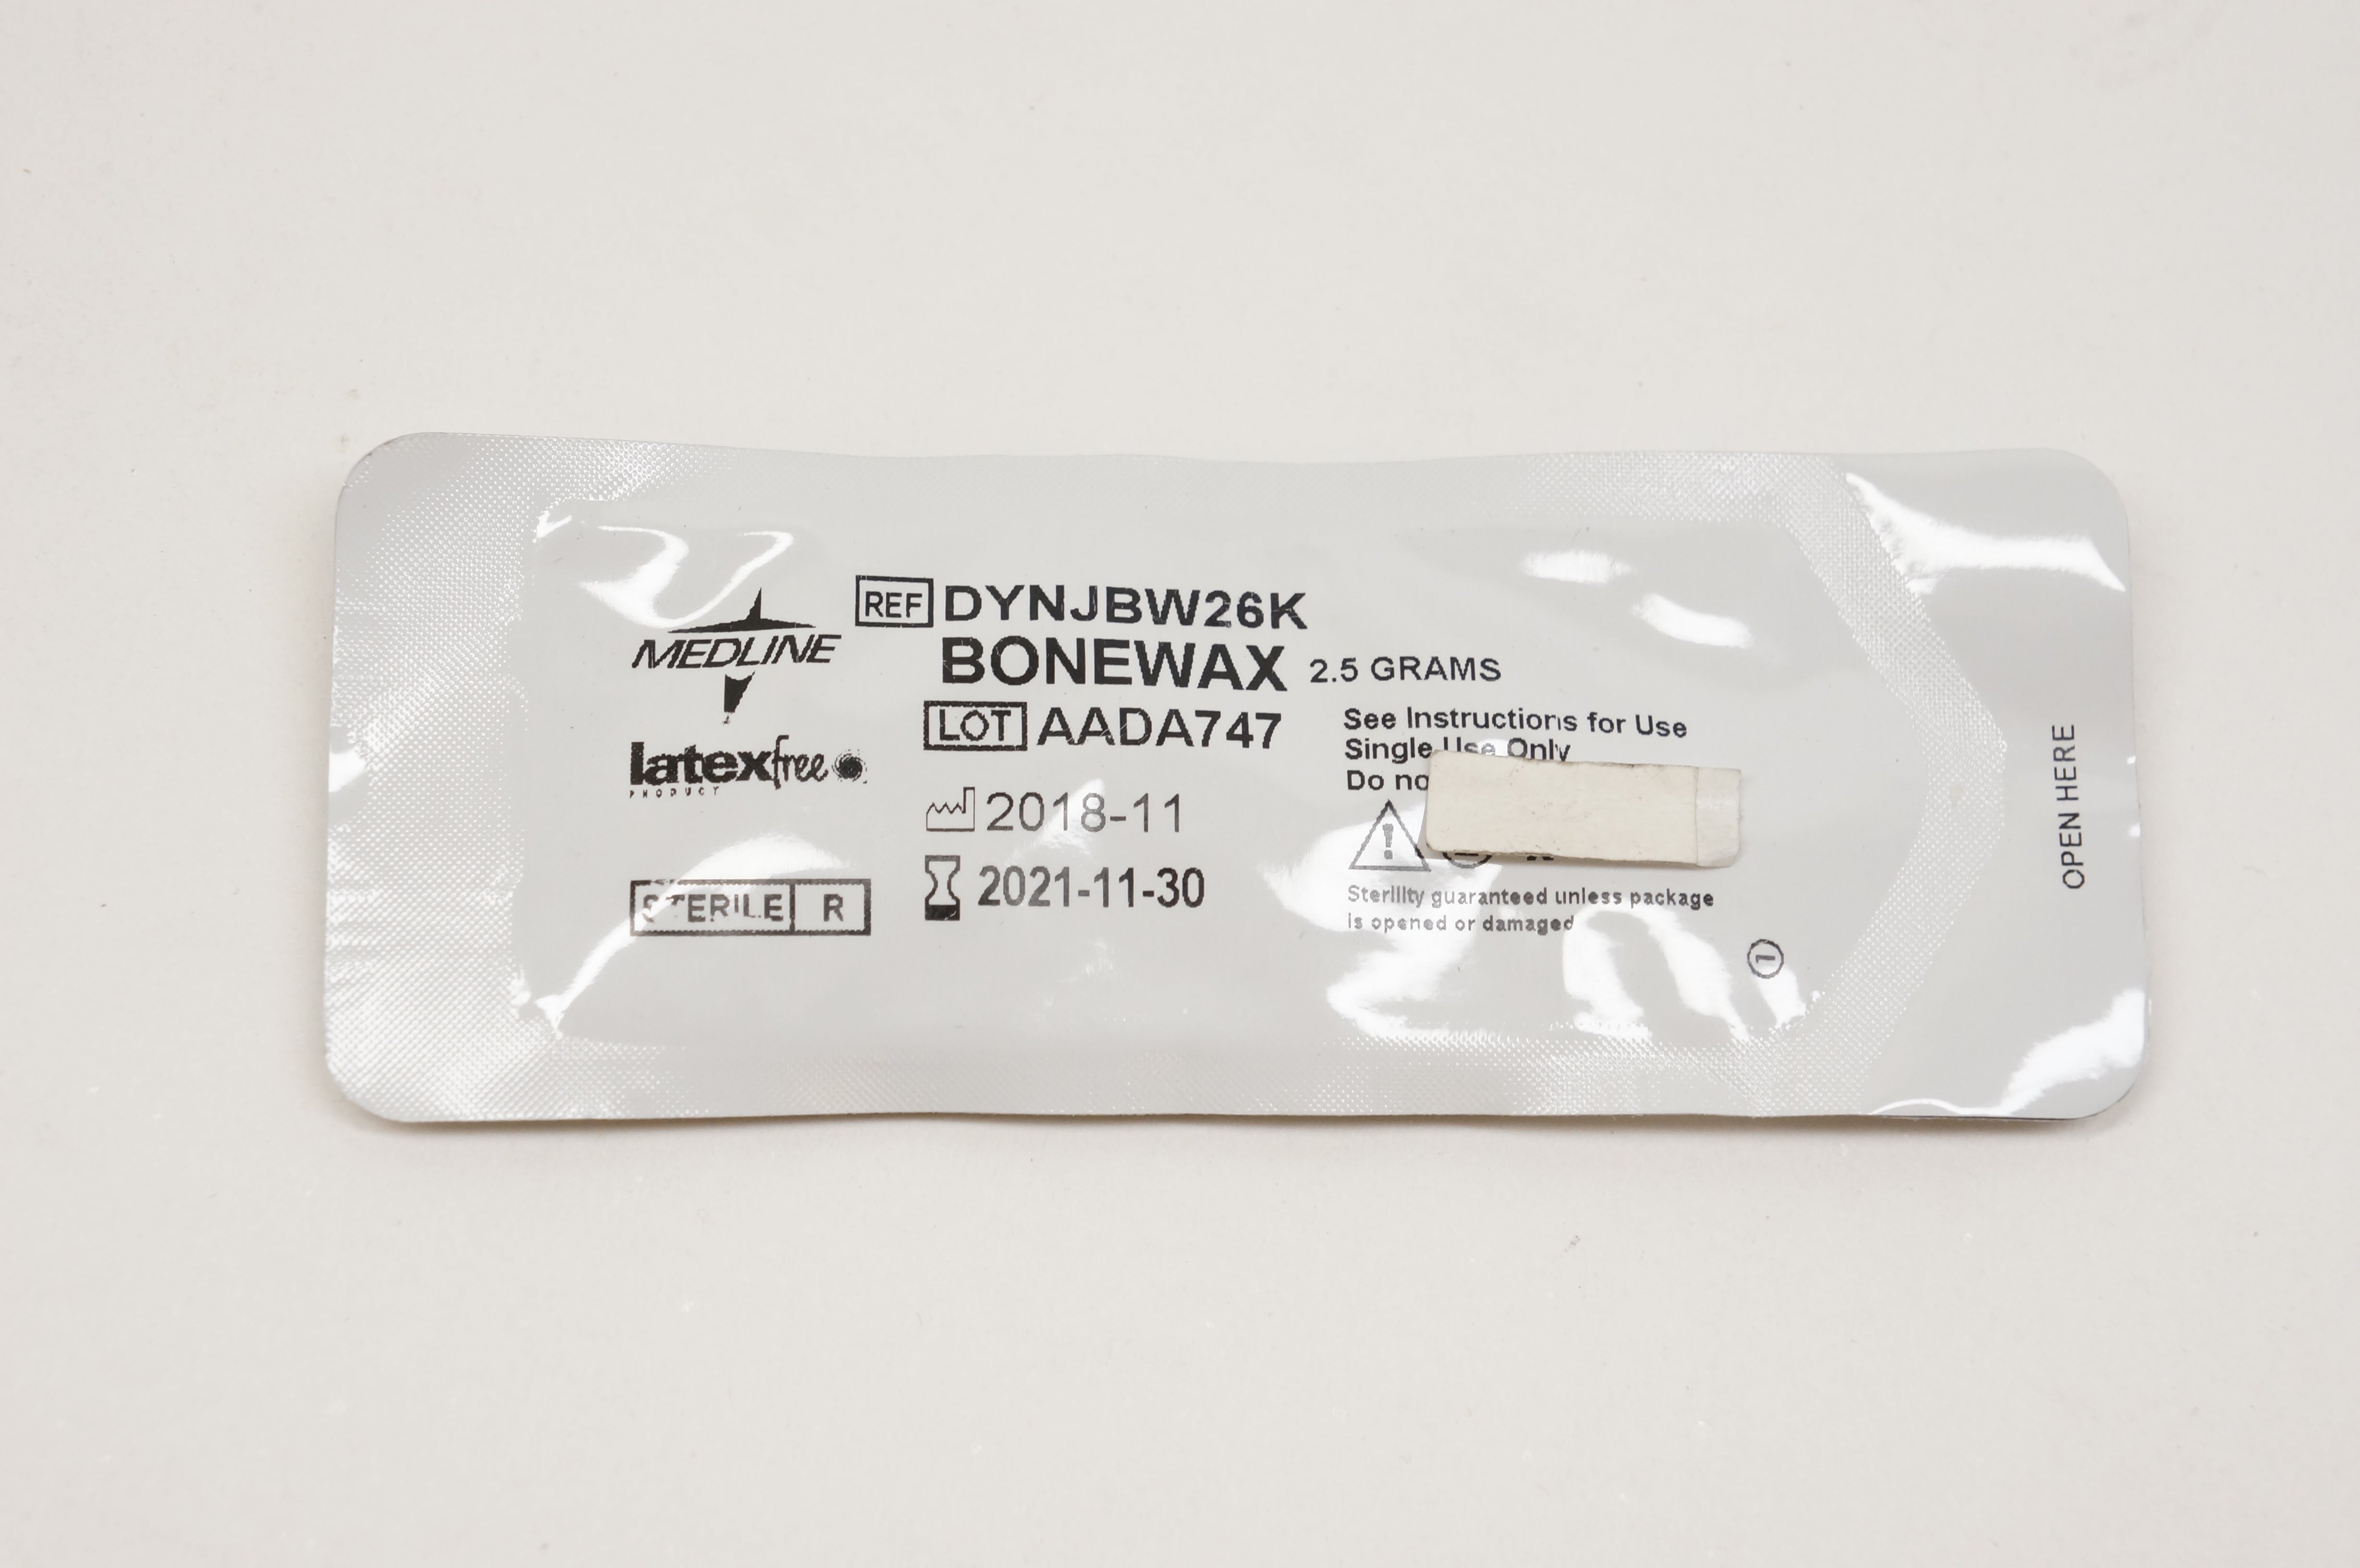 REF DYNJBW26K
MEDLINE
BONEWAX 2.5 GRAMS
LOT AADA747
latexfree
PRODUCT
See Instructions for Use
Single Use Only
Do
2018-11
2021-11-30
STERILE R
Sterility guaranteed unless package
is opened or damaged
1
OPEN HERE